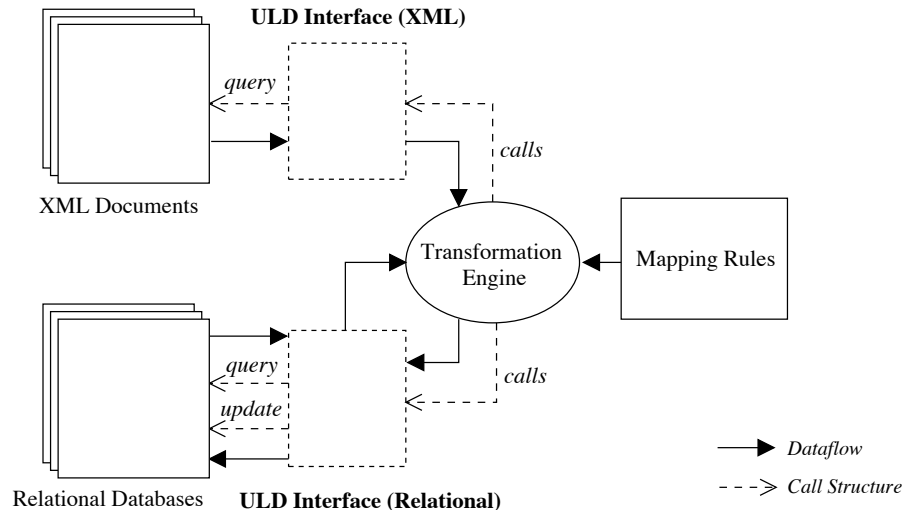 ULD Interface (XML)
query
calls
XML Documents
Transformation
Engine
Mapping Rules
query
calls
update
Dataflow
Call Structure
Relational Databases
ULD Interface (Relational)